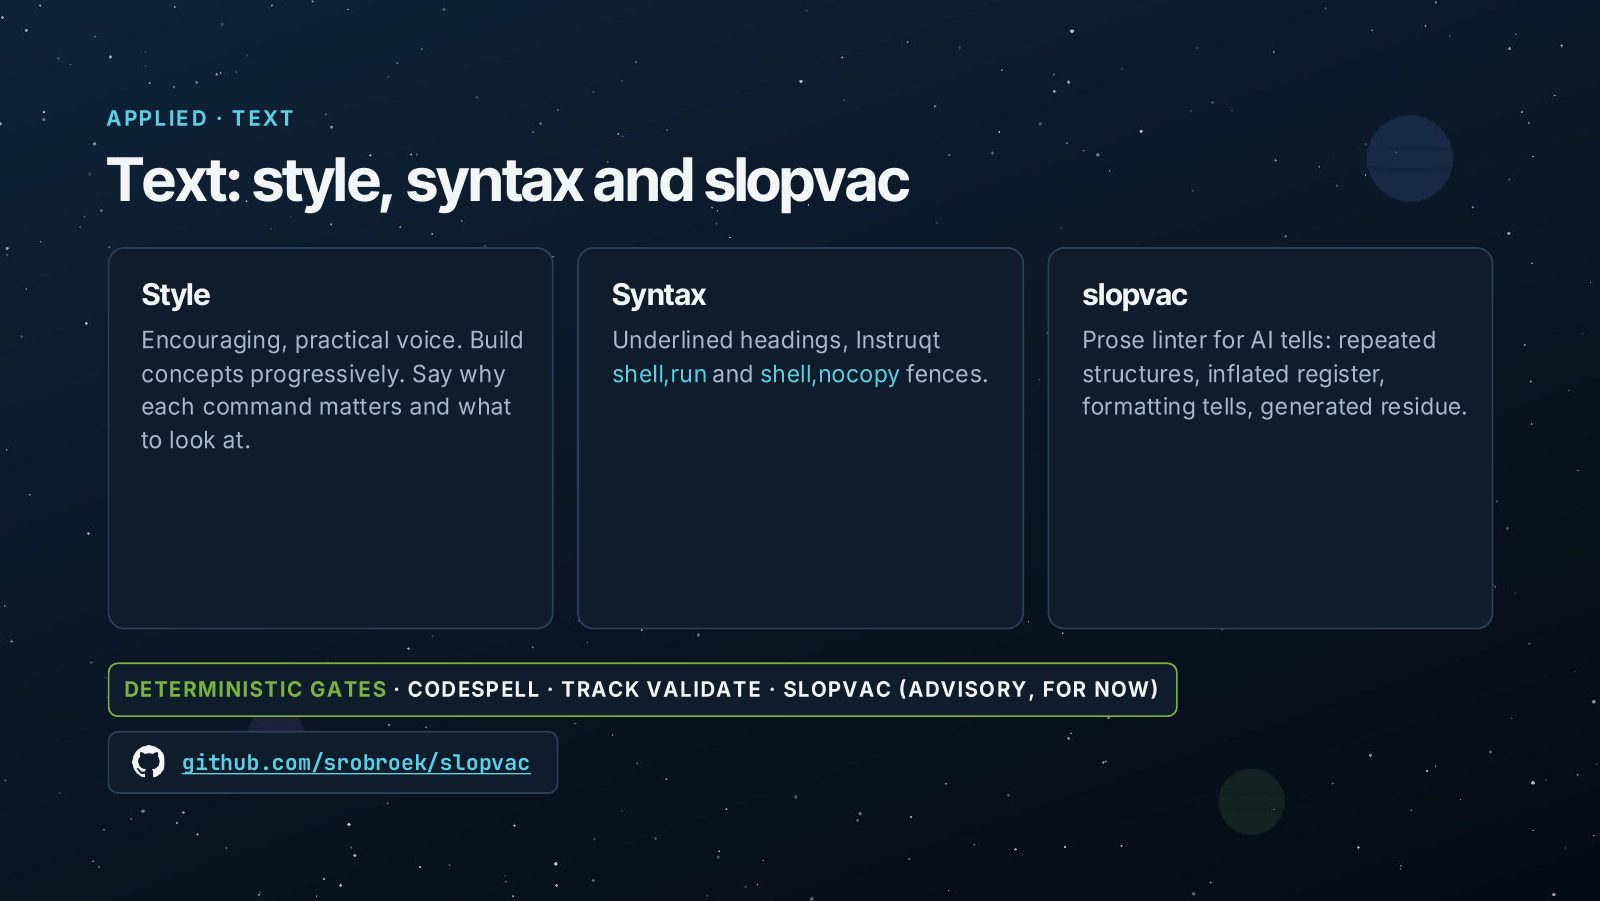 APPLIED · TEXT
Text: style, syntax and slopvac
Style
Encouraging, practical voice. Build
concepts progressively. Say why
each command matters and what
to look at.
Syntax
Underlined headings, Instruqt
shell,run and shell,nocopy fences.
slopvac
Prose linter for AI tells: repeated
structures, inflated register,
formatting tells, generated residue.
DETERMINISTIC GATES · CODESPELL · TRACK VALIDATE · SLOPVAC (ADVISORY, FOR NOW)
github.com/srobroek/slopvac